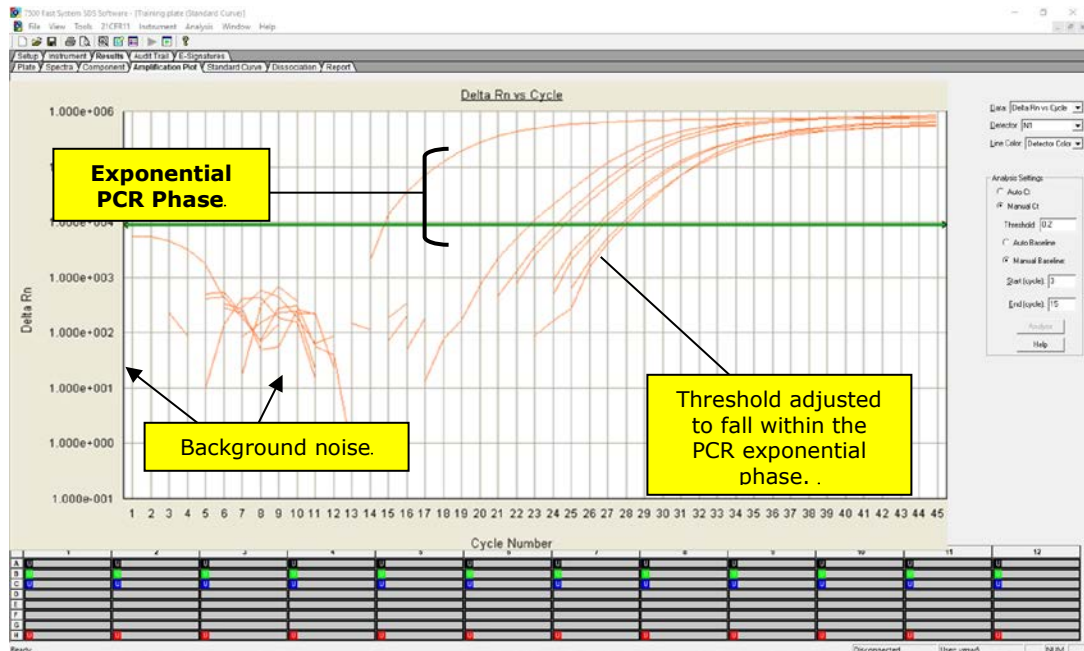 7500 Fast System SDS Software - [Training plate (Standard Curve)]
File View Tools 21CFR11 Instrument Analysis Window Help
Setup Instrument Results Audit Trail E-Signatures
Plate Spectra Component Amplification Plot Standard Curve Dissociation Report
Delta Rn vs Cycle
1.000e+006
1.000e+004
1.000e+003
1.000e+002
1.000e+001
1.000e+000
1.000e-001
Delta Rn
Exponential
PCR Phase.
Background noise.
Threshold adjusted
to fall within the
PCR exponential
phase. .
1 2 3 4 5 6 7 8 9 10 11 12 13 14 15 16 17 18 19 20 21 22 23 24 25 26 27 28 29 30 31 32 33 34 35 36 37 38 39 40 41 42 43 44 45
Cycle Number
Data: Delta Rn vs Cycle
Detector: N1
Line Color: Detector Color
Analysis Settings
Auto Ct
Manual Ct
Threshold: 0.2
Auto Baseline
Manual Baseline:
Start (cycle): 3
End (cycle): 15
Analyze
Help
1 2 3 4 5 6 7 8 9 10 11 12
A U U U U U U U U U U U U
B
C U U U U U U U U U U U U
D
E
F
G
H U U U U U U U U U U U U
Ready
Disconnected
NUM